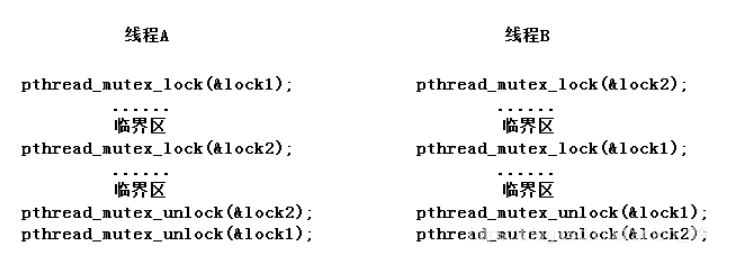 线程A
pthread_mutex_lock(&lock1);
......
临界区
pthread_mutex_lock(&lock2);
......
临界区
pthread_mutex_unlock(&lock2);
pthread_mutex_unlock(&lock1);
线程B
pthread_mutex_lock(&lock2);
......
临界区
pthread_mutex_lock(&lock1);
......
临界区
pthread_mutex_unlock(&lock1);
pthread_mutex_unlock(&lock2);